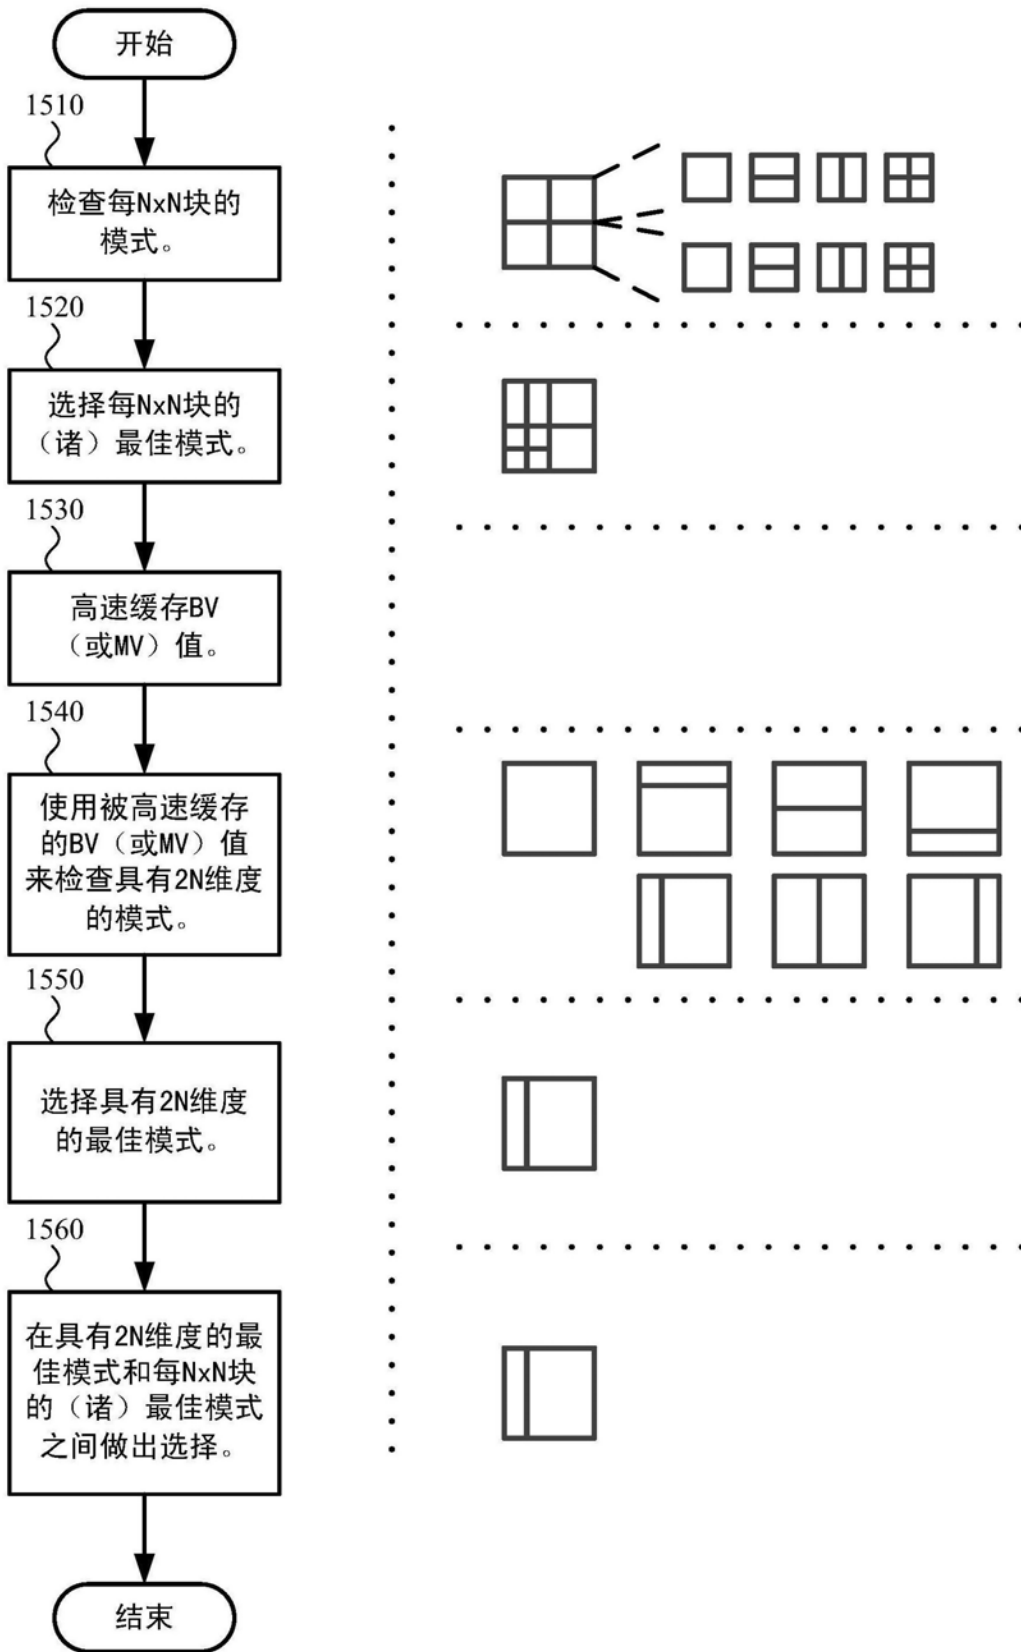 开始
1510
检查每NxN块的
模式。
1520
选择每NxN块的
（诸）最佳模式。
1530
高速缓存BV
（或MV）值。
1540
使用被高速缓存
的BV（或MV）值
来检查具有2N维度
的模式。
1550
选择具有2N维度
的最佳模式。
1560
在具有2N维度的最
佳模式和每NxN块
的（诸）最佳模式
之间做出选择。
结束